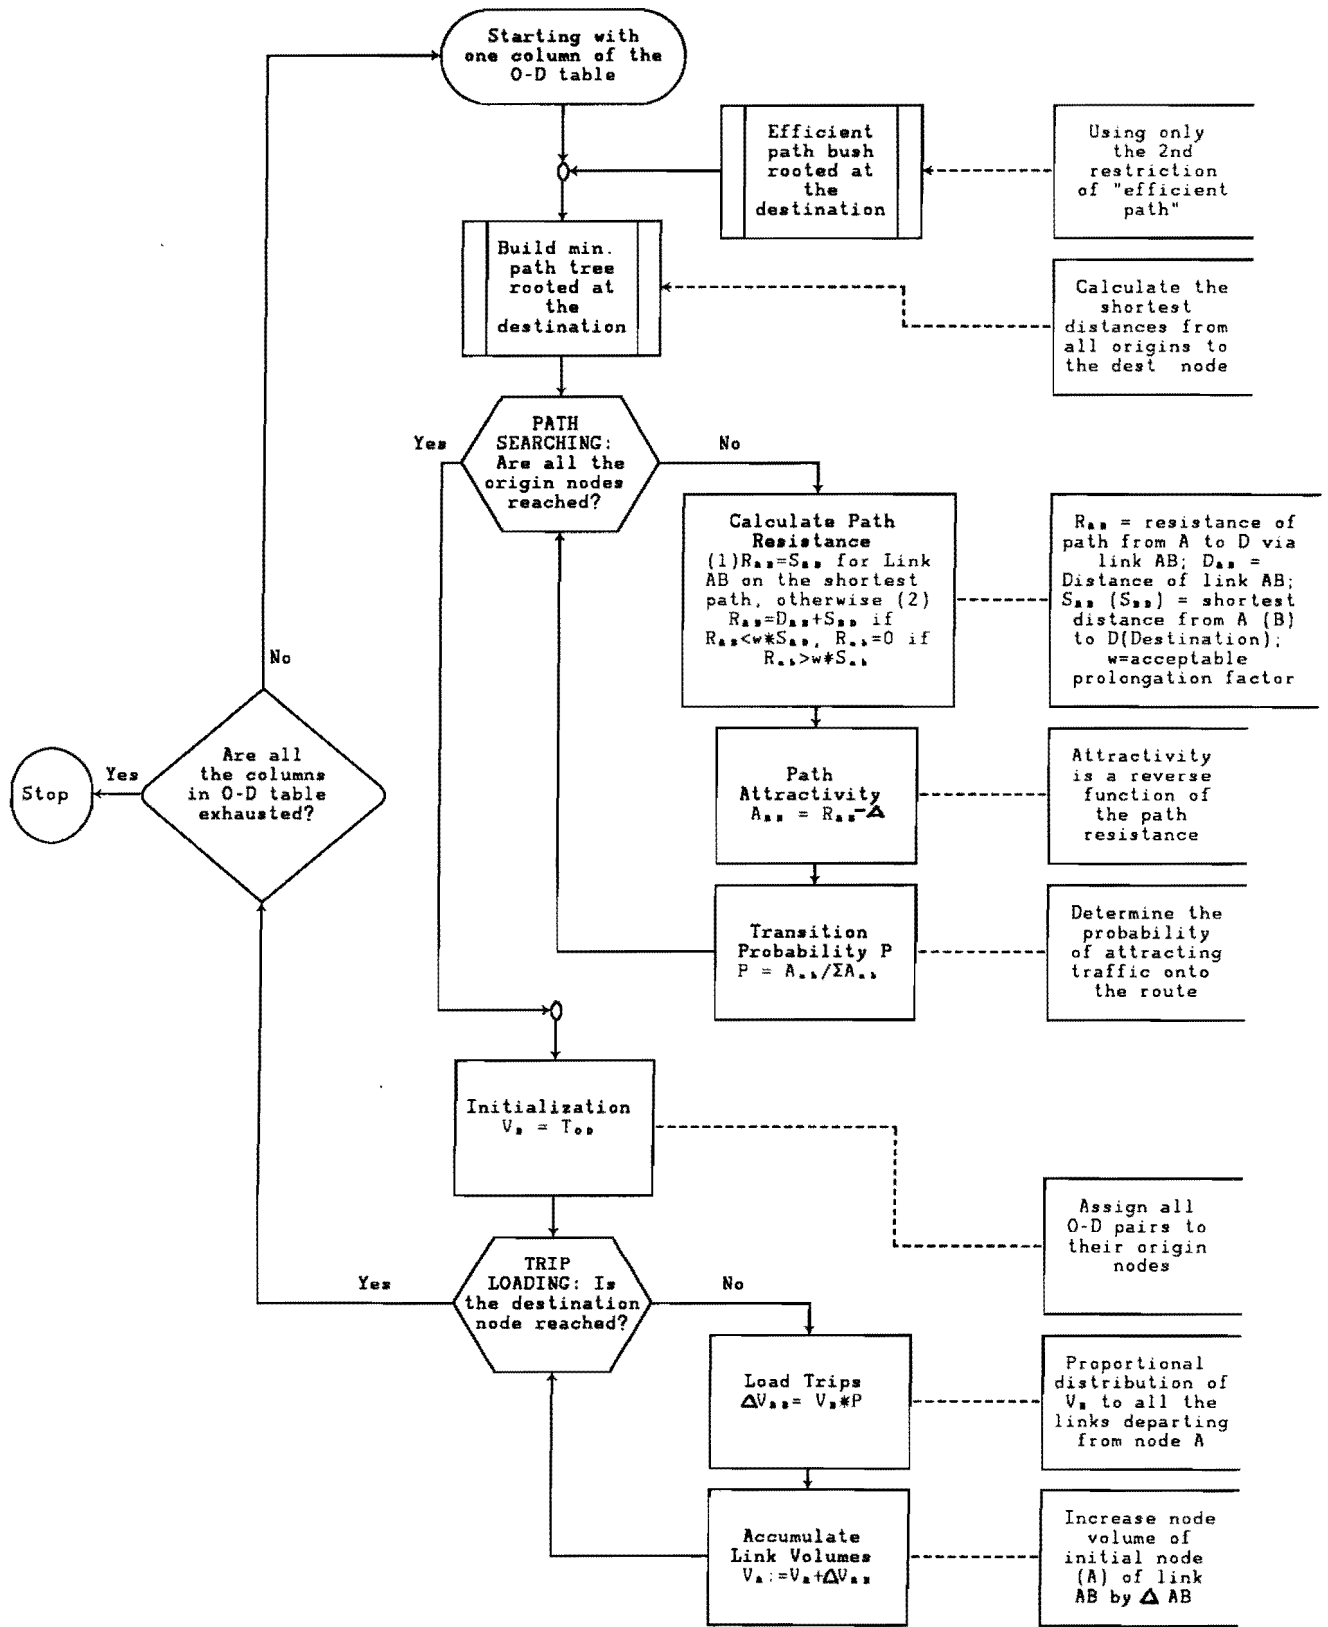 Starting with
one column of the
O-D table
Efficient
path bush
rooted at
the
destination
Using only
the 2nd
restriction
of "efficient
path"
Build min.
path tree
rooted at
the
destination
Calculate the
shortest
distances from
all origins to
the dest node
PATH
SEARCHING:
Are all the
origin nodes
reached?
Yes
No
Calculate Path
Resistance
(1)R=S for Link
AB on the shortest
path, otherwise (2)
R=D+S if
R<w*S, R=0 if
R>w*S
R = resistance of
path from A to D via
link AB; D =
Distance of link AB;
S (S) = shortest
distance from A (B)
to D(Destination);
w=acceptable
prolongation factor
No
Are all
the columns
in O-D table
exhausted?
Yes
Stop
Path
Attractivity
A = R-Δ
Attractivity
is a reverse
function of
the path
resistance
Transition
Probability P
P = A/ΣA
Determine the
probability
of attracting
traffic onto
the route
Initialization
V = T
Assign all
O-D pairs to
their origin
nodes
TRIP
LOADING: Is
the destination
node reached?
Yes
No
Load Trips
ΔV= V*P
Proportional
distribution of
V to all the
links departing
from node A
Accumulate
Link Volumes
V:=V+ΔV
Increase node
volume of
initial node
(A) of link
AB by Δ AB